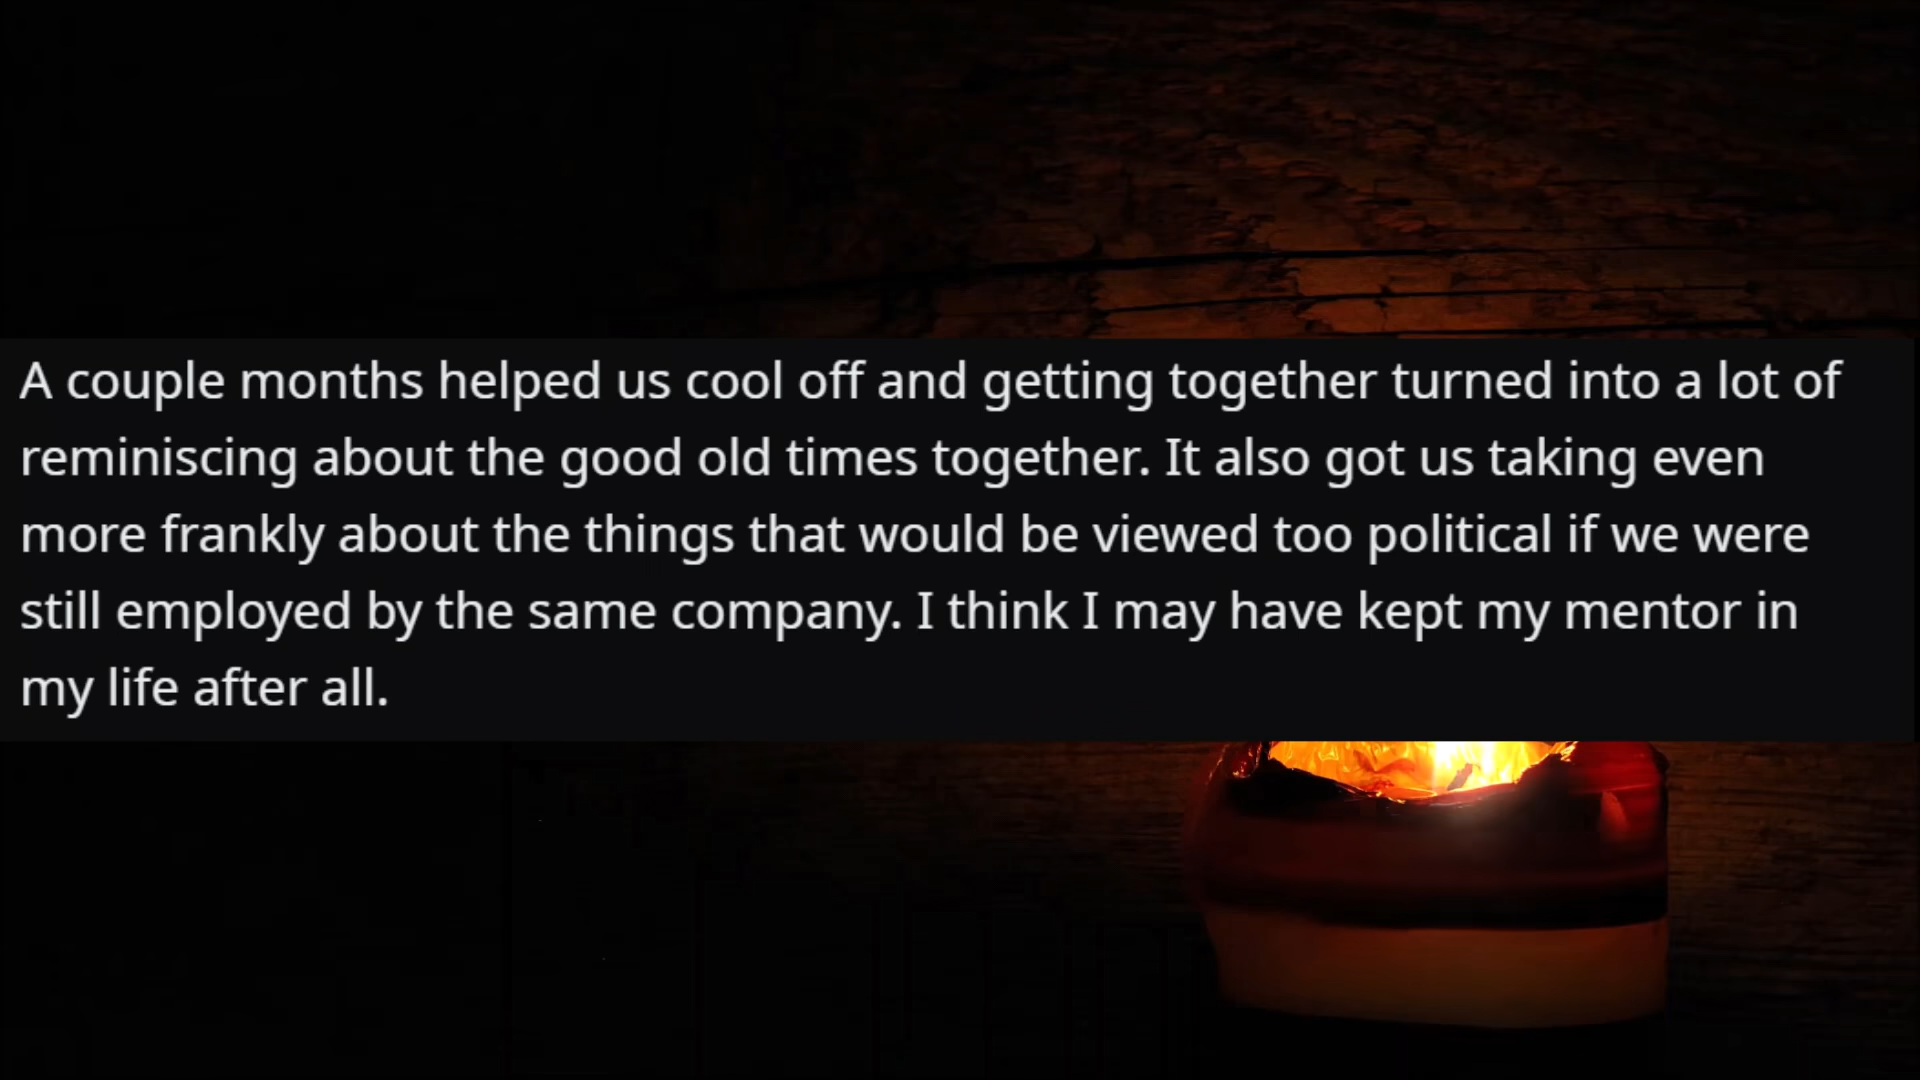 A couple months helped us cool off and getting together turned into a lot of
reminiscing about the good old times together. It also got us taking even
more frankly about the things that would be viewed too political if we were
still employed by the same company. I think I may have kept my mentor in
my life after all.